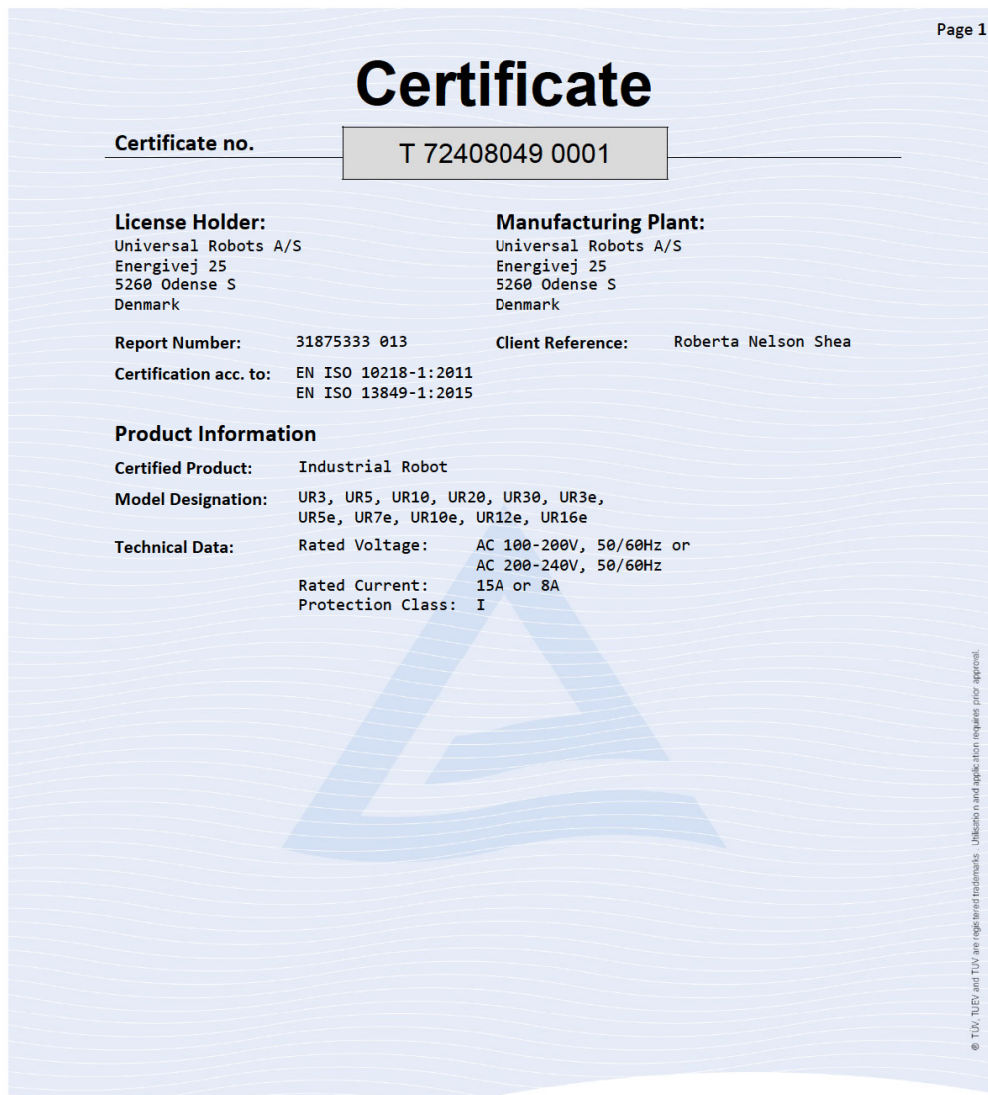 Page 1
Certificate
Certificate no.
T 72408049 0001
License Holder:
Universal Robots A/S
Energivej 25
5260 Odense S
Denmark
Manufacturing Plant:
Universal Robots A/S
Energivej 25
5260 Odense S
Denmark
Report Number: 31875333 013
Client Reference: Roberta Nelson Shea
Certification acc. to: EN ISO 10218-1:2011
EN ISO 13849-1:2015
Product Information
Certified Product: Industrial Robot
Model Designation: UR3, UR5, UR10, UR20, UR30, UR3e,
UR5e, UR7e, UR10e, UR12e, UR16e
Technical Data: Rated Voltage: AC 100-200V, 50/60Hz or
AC 200-240V, 50/60Hz
Rated Current: 15A or 8A
Protection Class: I
® TÜV, TUEV and TUV are registered trademarks. Utilisation and application requires prior approval.